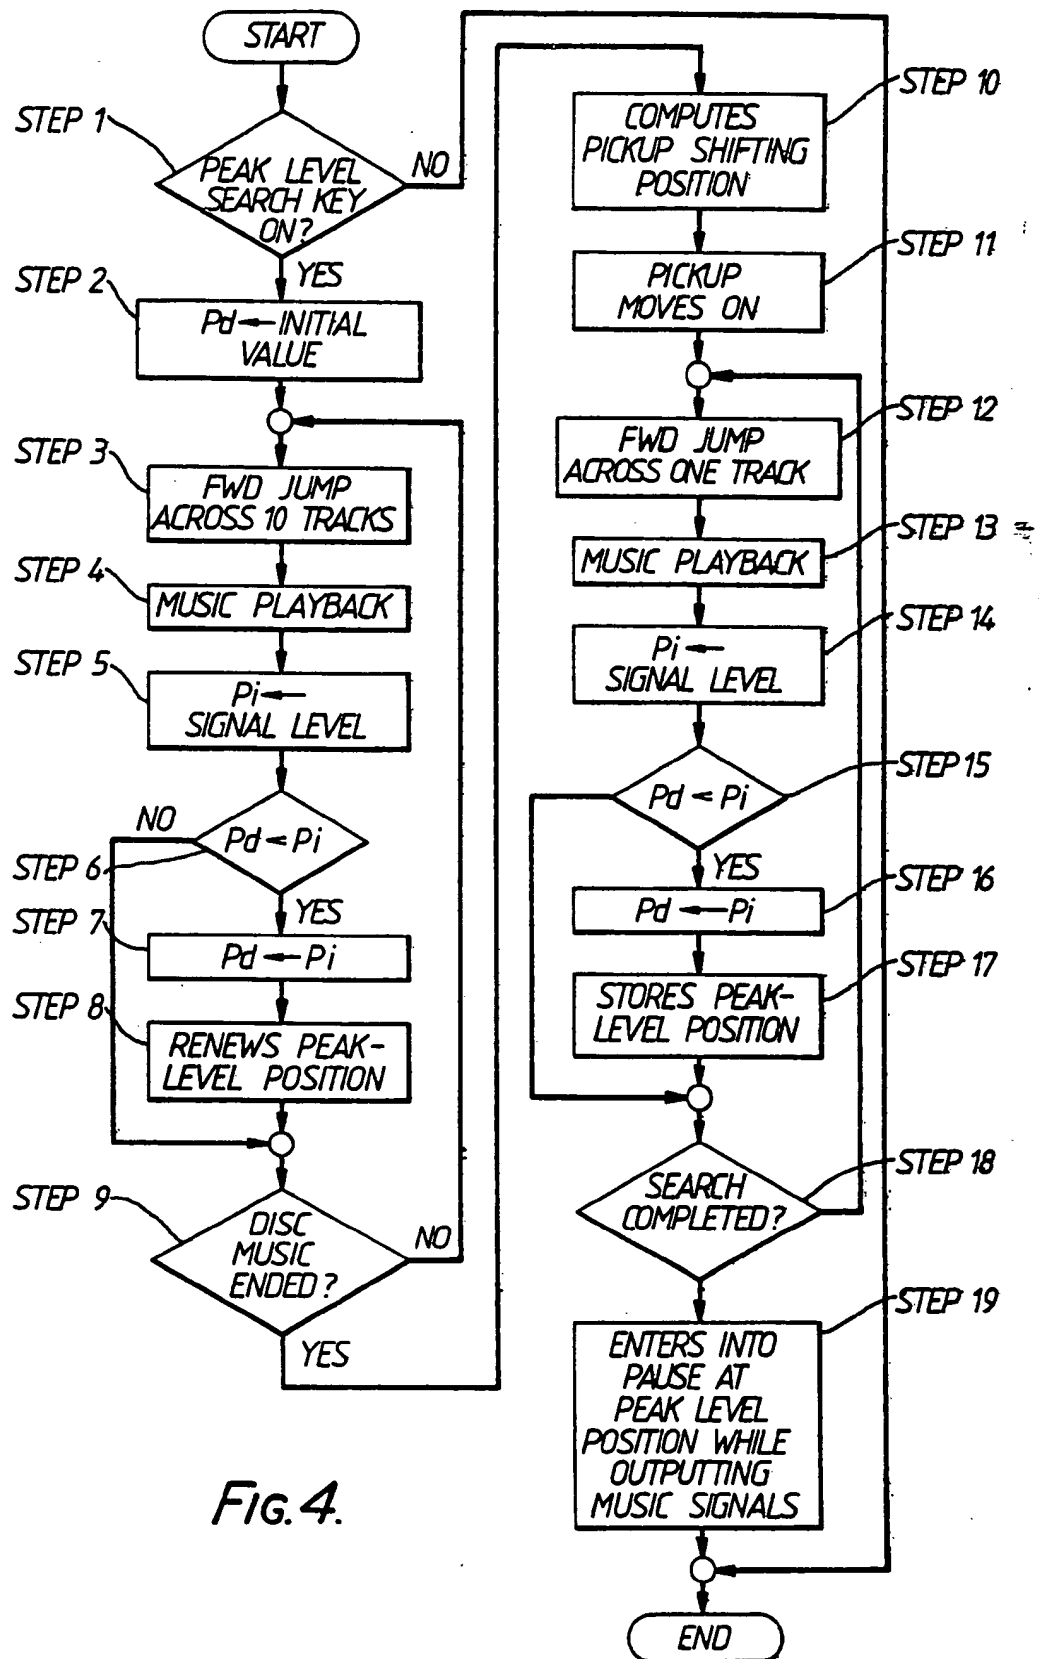 START
STEP 1
PEAK LEVEL
SEARCH KEY
ON?
NO
YES
STEP 2
Pd ← INITIAL
VALUE
STEP 3
FWD JUMP
ACROSS 10 TRACKS
STEP 4
MUSIC PLAYBACK
STEP 5
Pi ←
SIGNAL LEVEL
NO
Pd < Pi
STEP 6
YES
STEP 7
Pd ← Pi
STEP 8
RENEWS PEAK-
LEVEL POSITION
STEP 9
DISC
MUSIC
ENDED?
NO
YES
STEP 10
COMPUTES
PICKUP SHIFTING
POSITION
STEP 11
PICKUP
MOVES ON
STEP 12
FWD JUMP
ACROSS ONE TRACK
STEP 13
MUSIC PLAYBACK
STEP 14
Pi ←
SIGNAL LEVEL
STEP 15
Pd < Pi
YES
STEP 16
Pd ← Pi
STEP 17
STORES PEAK-
LEVEL POSITION
STEP 18
SEARCH
COMPLETED?
STEP 19
ENTERS INTO
PAUSE AT
PEAK LEVEL
POSITION WHILE
OUTPUTTING
MUSIC SIGNALS
END
FIG. 4.